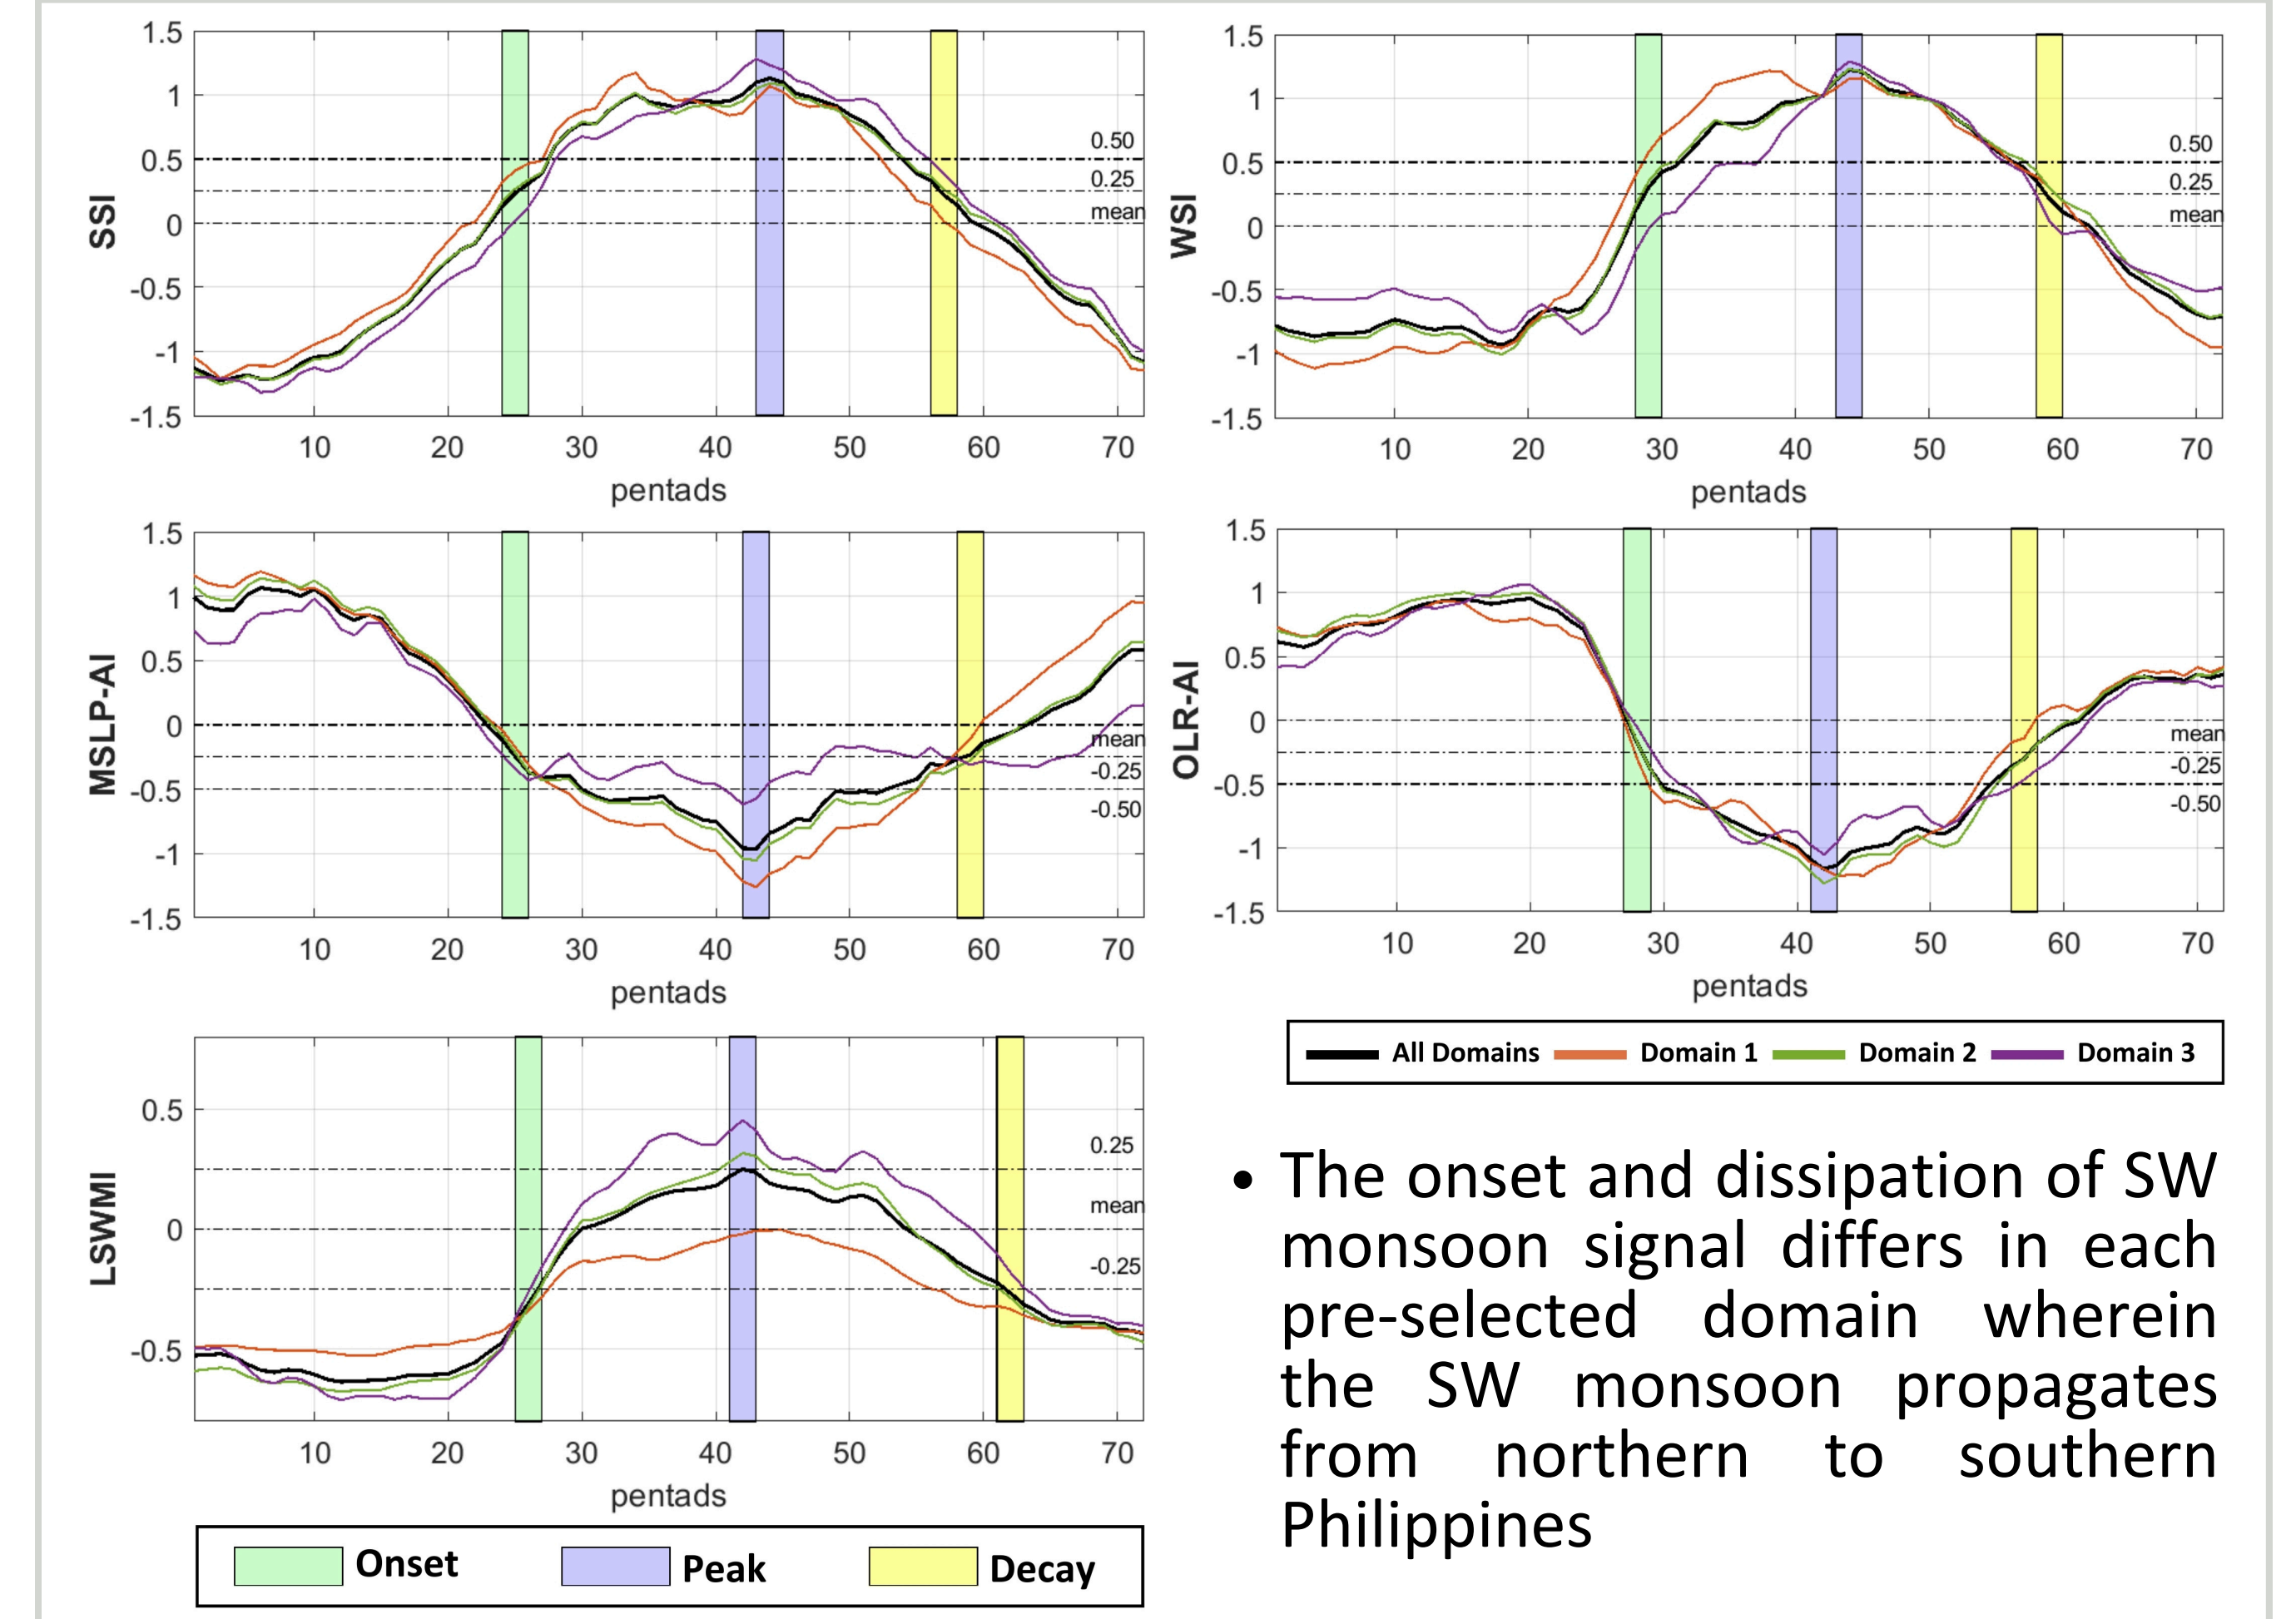 1.5
1
0.5
0
-0.5
-1
-1.5
SSI
0.50
0.25
mean
10 20 30 40 50 60 70
pentads
1.5
1
0.5
0
-0.5
-1
-1.5
WSI
0.50
0.25
mean
10 20 30 40 50 60 70
pentads
1.5
1
0.5
0
-0.5
-1
-1.5
MSLP-AI
mean
-0.25
-0.50
10 20 30 40 50 60 70
pentads
1.5
1
0.5
0
-0.5
-1
-1.5
OLR-AI
mean
-0.25
-0.50
10 20 30 40 50 60 70
pentads
0.5
0
-0.5
LSWMI
0.25
mean
-0.25
10 20 30 40 50 60 70
pentads
Onset Peak Decay
All Domains Domain 1 Domain 2 Domain 3
• The onset and dissipation of SW
monsoon signal differs in each
pre-selected domain wherein
the SW monsoon propagates
from northern to southern
Philippines